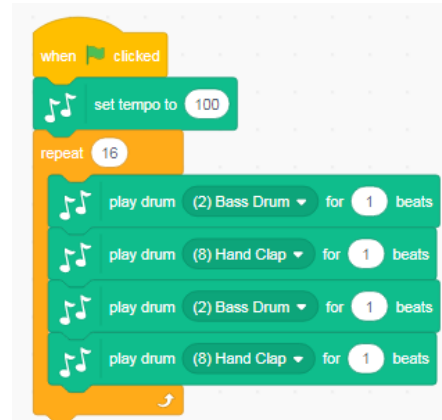 when clicked
set tempo to 100
repeat 16
play drum (2) Bass Drum for 1 beats
play drum (8) Hand Clap for 1 beats
play drum (2) Bass Drum for 1 beats
play drum (8) Hand Clap for 1 beats